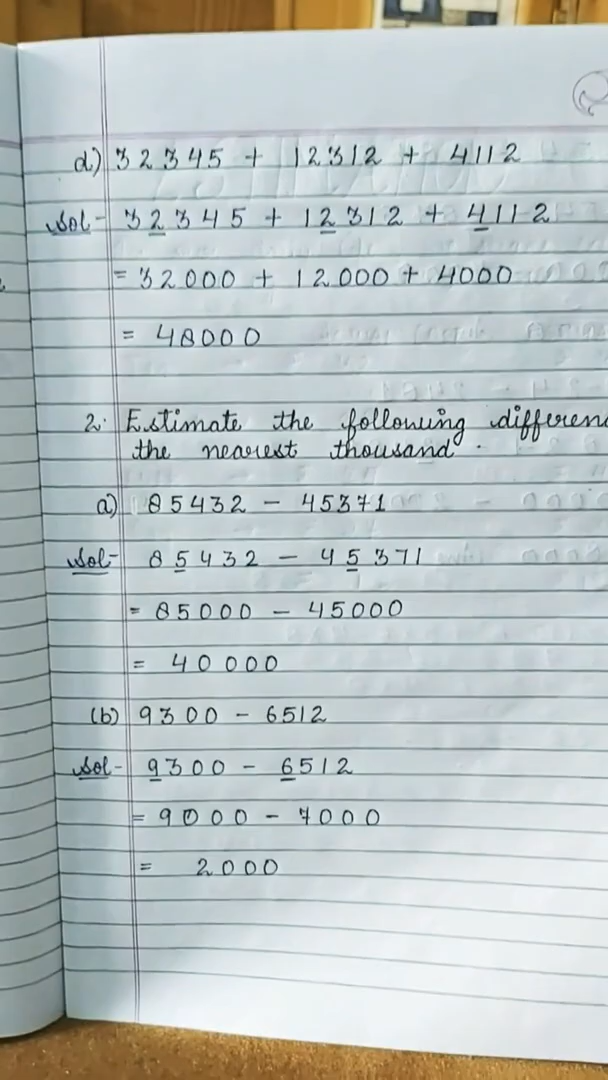 d) 32345 + 12312 + 4112
Sol- 32345 + 12312 + 4112
= 32000 + 12000 + 4000
= 48000
2. Estimate the following differen
the nearest thousand.
a) 85432 - 45371
Sol- 85432 - 45371
= 85000 - 45000
= 40000
(b) 9300 - 6512
Sol- 9300 - 6512
= 9000 - 7000
= 2000